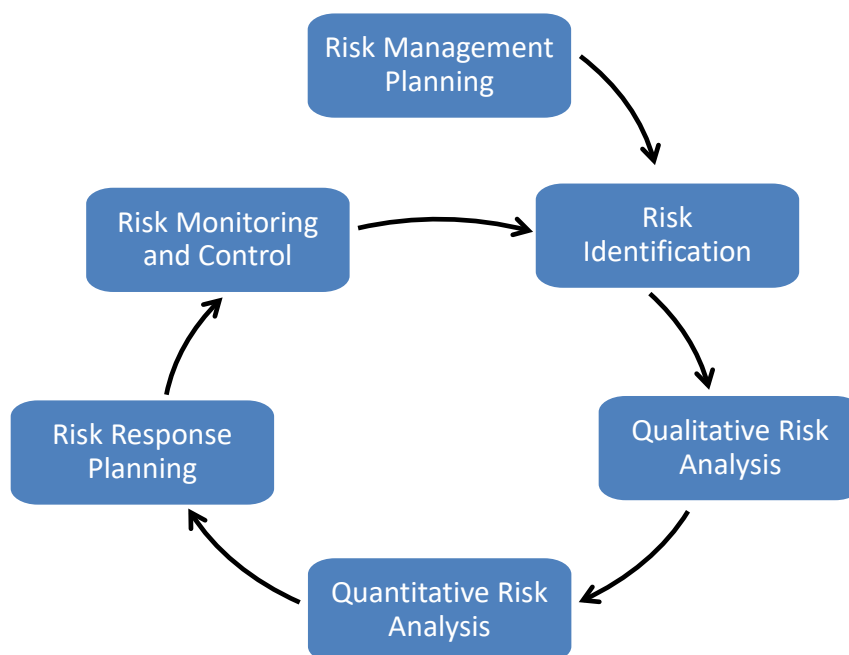 Risk Management
Planning
Risk
Identification
Qualitative Risk
Analysis
Quantitative Risk
Analysis
Risk Response
Planning
Risk Monitoring
and Control